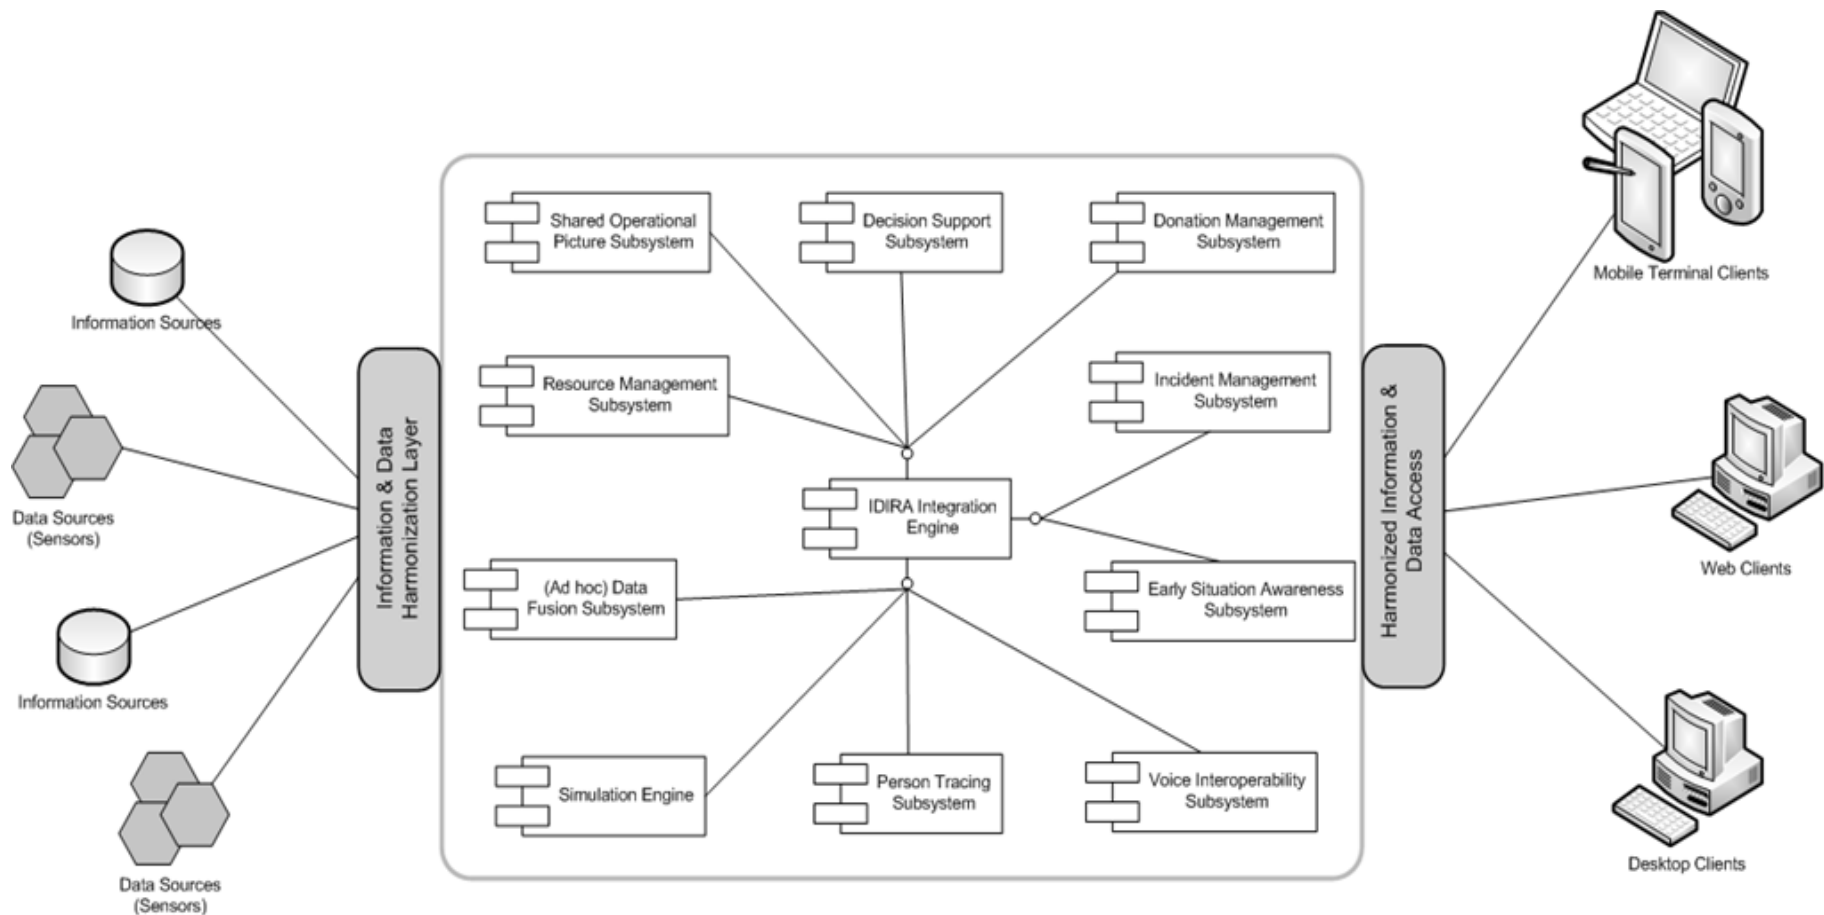 Information Sources
Data Sources
(Sensors)
Information Sources
Data Sources
(Sensors)
Information & Data
Harmonization Layer
Shared Operational
Picture Subsystem
Decision Support
Subsystem
Donation Management
Subsystem
Resource Management
Subsystem
Incident Management
Subsystem
IDIRA Integration
Engine
(Ad hoc) Data
Fusion Subsystem
Early Situation Awareness
Subsystem
Simulation Engine
Person Tracing
Subsystem
Voice Interoperability
Subsystem
Harmonized Information &
Data Access
Mobile Terminal Clients
Web Clients
Desktop Clients